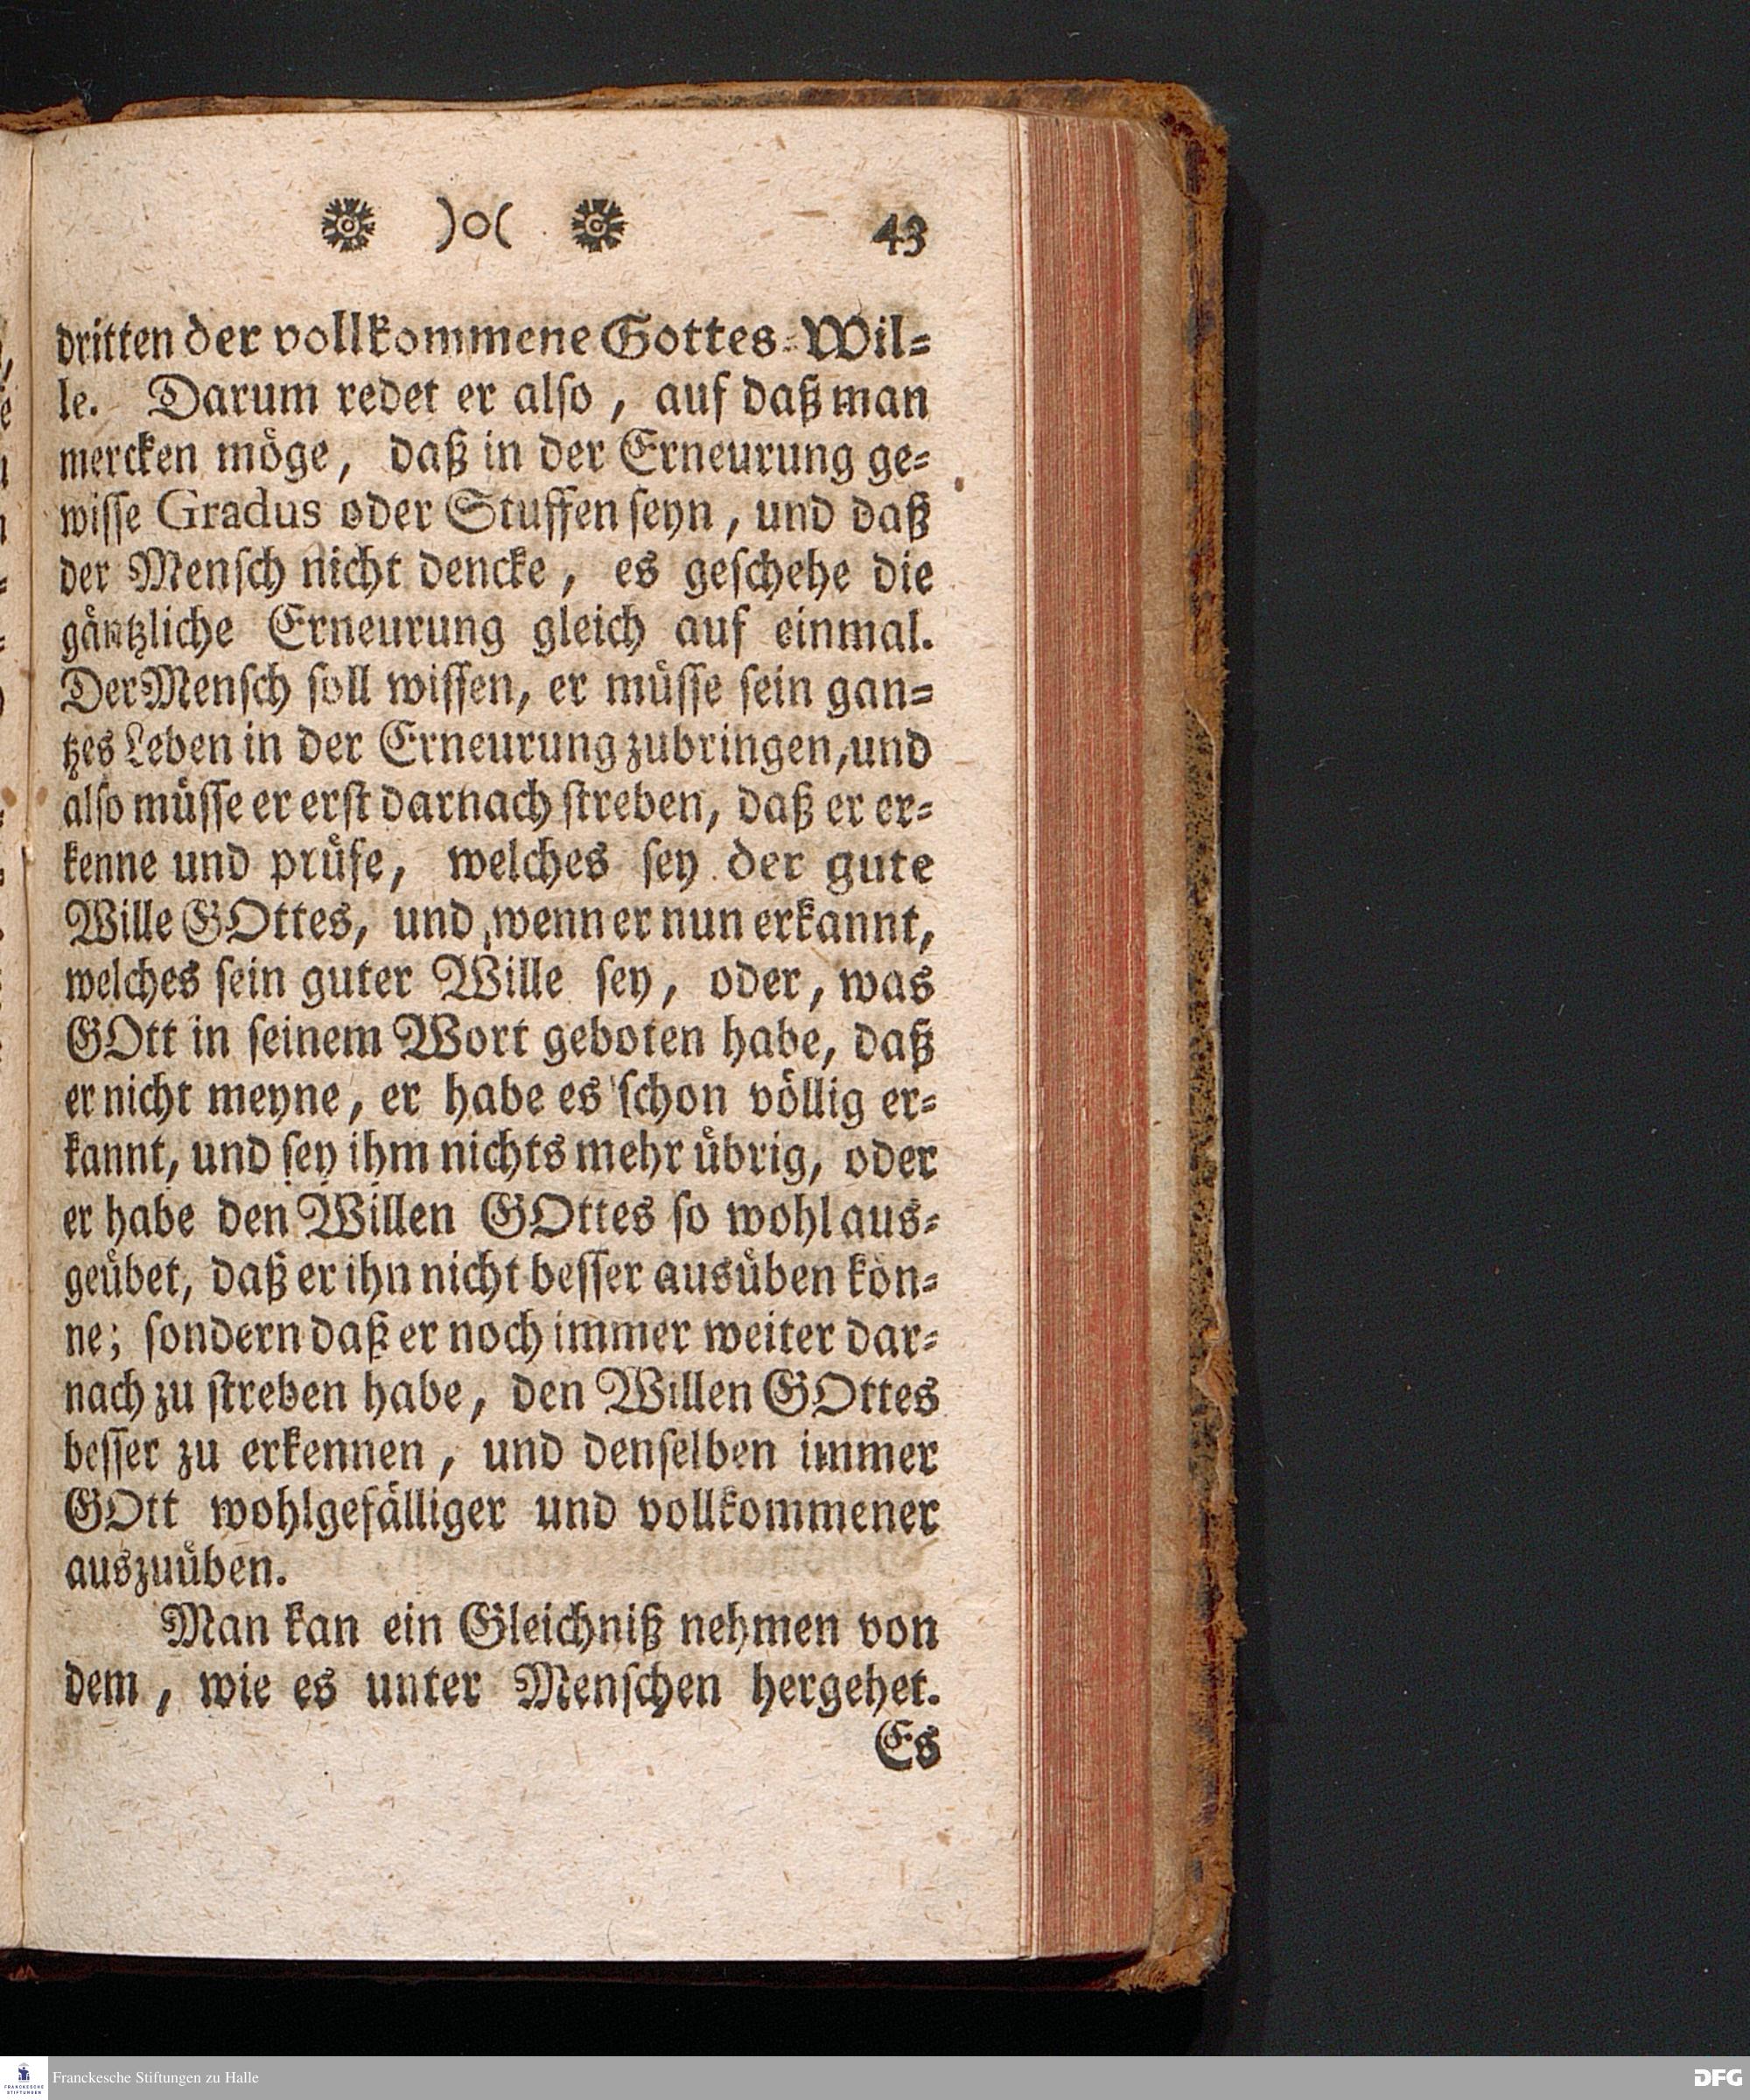 )o( 43
dritten der vollkommene Gottes-Wil-
le. Darum redet er also, auf daß man
mercken möge, daß in der Erneurung ge-
wisse Gradus oder Stuffen seyn, und daß
der Mensch nicht dencke, es geschehe die
gäntzliche Erneurung gleich auf einmal.
Der Mensch soll wissen, er müsse sein gan-
tzes Leben in der Erneurung zubringen, und
also müsse er erst darnach streben, daß er er-
kenne und prüfe, welches sey der gute
Wille GOttes, und wenn er nun erkannt,
welches sein guter Wille sey, oder, was
GOtt in seinem Wort geboten habe, daß
er nicht meyne, er habe es schon völlig er-
kannt, und sey ihm nichts mehr übrig, oder
er habe den Willen GOttes so wohl aus-
geübet, daß er ihn nicht besser ausüben kön-
ne; sondern daß er noch immer weiter dar-
nach zu streben habe, den Willen GOttes
besser zu erkennen, und denselben immer
GOtt wohlgefälliger und vollkommener
auszuüben.
Man kan ein Gleichniß nehmen von
dem, wie es unter Menschen hergehet.
Es
FRANCKESCHE
STIFTUNGEN
Franckesche Stiftungen zu Halle
DFG